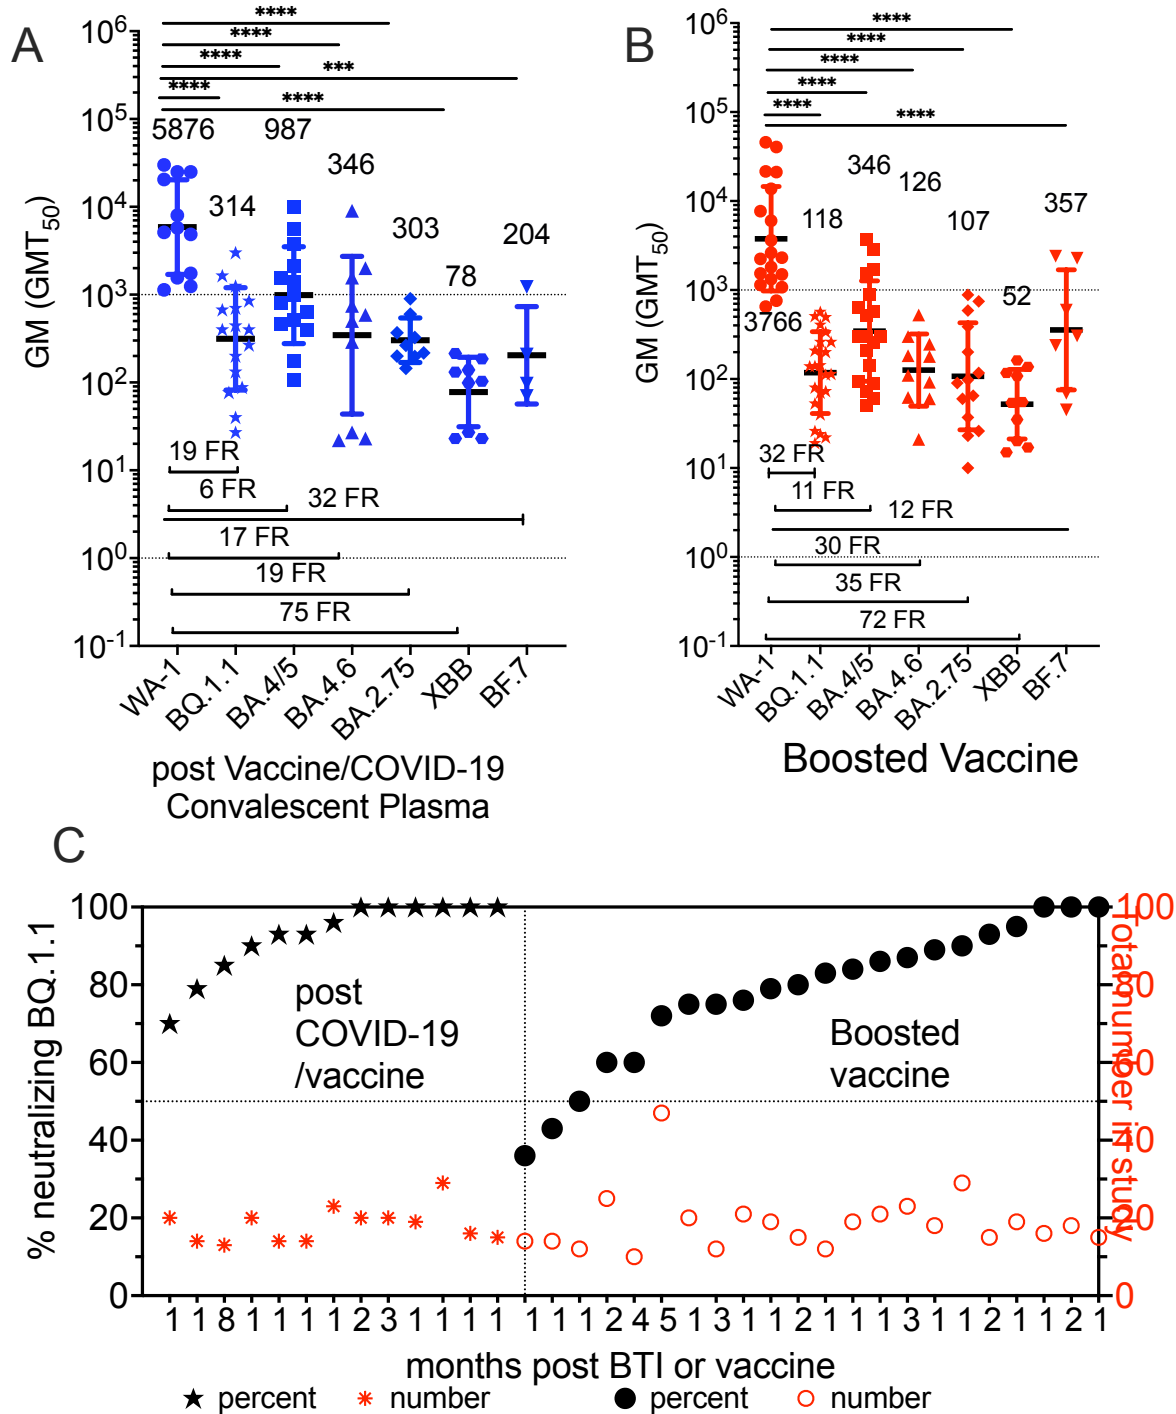 A
****
****
****
***
****
****
10^6
10^5
10^4
10^3
10^2
10^1
10^0
10^-1
GM (GMT50)
5876
314
987
346
303
78
204
19 FR
6 FR
32 FR
17 FR
19 FR
75 FR
WA-1
BQ.1.1
BA.4/5
BA.4.6
BA.2.75
XBB
BF.7
post Vaccine/COVID-19
Convalescent Plasma
B
****
****
****
****
****
****
10^6
10^5
10^4
10^3
10^2
10^1
10^0
10^-1
GM (GMT50)
3766
118
346
126
107
52
357
32 FR
11 FR
12 FR
30 FR
35 FR
72 FR
WA-1
BQ.1.1
BA.4/5
BA.4.6
BA.2.75
XBB
BF.7
Boosted Vaccine
C
% neutralizing BQ.1.1
100
80
60
40
20
0
post
COVID-19
/vaccine
Boosted
vaccine
100
80
60
40
20
0
Total number in study
1 1 8 1 1 1 1 2 3 1 1 1 1 1 1 1 2 4 5 1 3 1 1 2 1 1 1 3 1 1 2 1 1 2 1
months post BTI or vaccine
★ percent
number
● percent
○ number